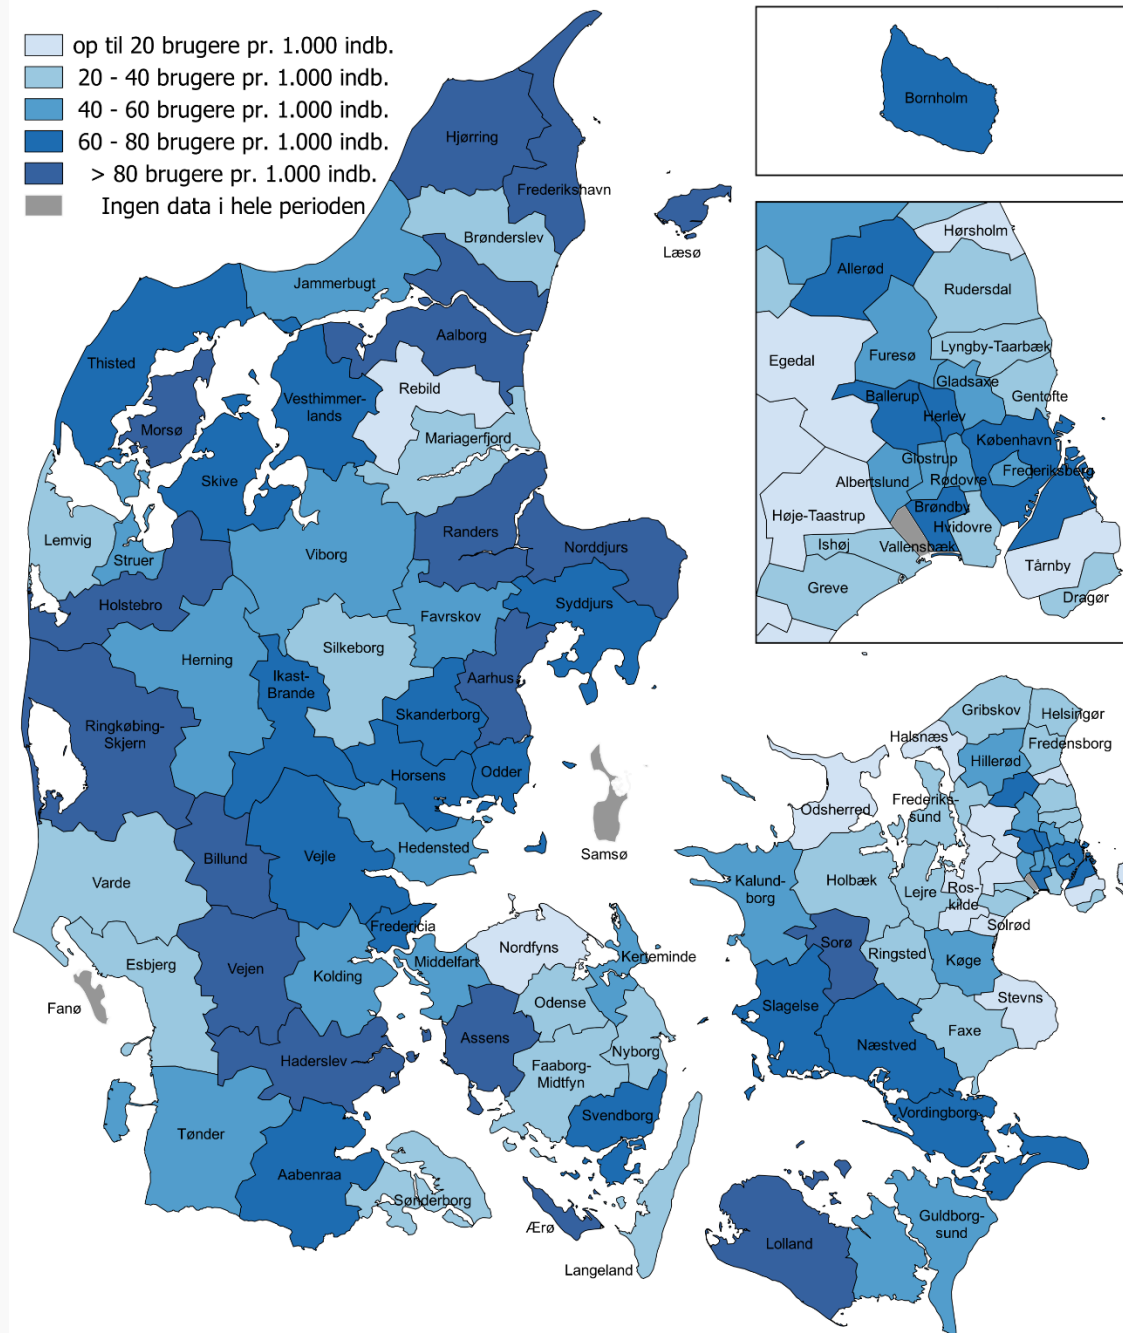 op til 20 brugere pr. 1.000 indb.
20 - 40 brugere pr. 1.000 indb.
40 - 60 brugere pr. 1.000 indb.
60 - 80 brugere pr. 1.000 indb.
> 80 brugere pr. 1.000 indb.
Ingen data i hele perioden
Hjørring
Frederikshavn
Brønderslev
Læsø
Jammerbugt
Aalborg
Thisted
Rebild
Vesthimmer-
lands
Morsø
Mariagerfjord
Skive
Randers
Norddjurs
Lemvig
Struer
Viborg
Holstebro
Favrskov
Syddjurs
Silkeborg
Herning
Ikast-
Brande
Aarhus
Skanderborg
Ringkøbing-
Skjern
Horsens
Odder
Hedensted
Samsø
Billund
Vejle
Varde
Fredericia
Esbjerg
Vejen
Kolding
Fanø
Middelfart
Nordfyns
Kerteminde
Odense
Assens
Nyborg
Haderslev
Faaborg-
Midtfyn
Svendborg
Tønder
Aabenraa
Sønderborg
Ærø
Langeland
Bornholm
Hørsholm
Allerød
Rudersdal
Egedal
Furesø
Lyngby-Taarbæk
Gladsaxe
Gentofte
Ballerup
Herlev
København
Glostrup
Frederiksberg
Albertslund
Rødovre
Brøndby
Høje-Taastrup
Hvidovre
Ishøj
Vallensbæk
Tårnby
Greve
Dragør
Gribskov
Helsingør
Halsnæs
Fredensborg
Hillerød
Odsherred
Frederiks-
sund
Kalund-
borg
Holbæk
Lejre
Ros-
kilde
Solrød
Sorø
Ringsted
Køge
Stevns
Slagelse
Næstved
Faxe
Vordingborg
Guldborg-
sund
Lolland